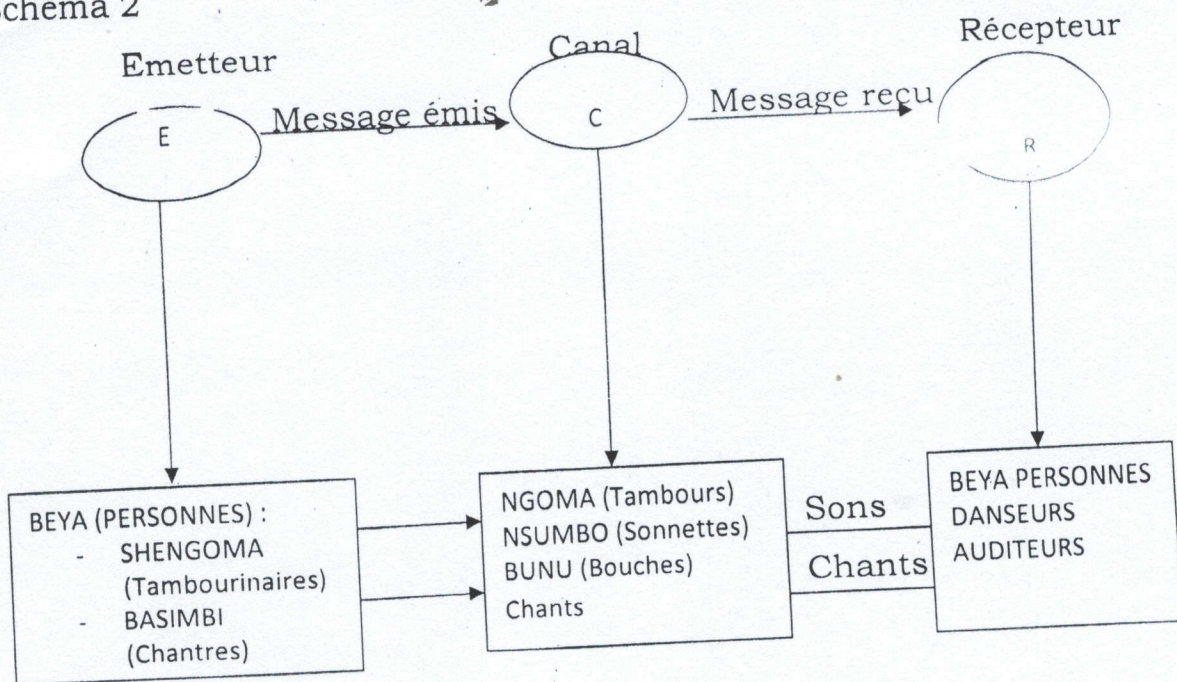 Schéma 2
Emetteur
Canal
Récepteur
E
Message émis
C
Message reçu
R
BEYA (PERSONNES) :
- SHENGOMA
(Tambourinaires)
- BASIMBI
(Chantres)
NGOMA (Tambours)
NSUMBO (Sonnettes)
BUNU (Bouches)
Chants
Sons
Chants
BEYA PERSONNES
DANSEURS
AUDITEURS